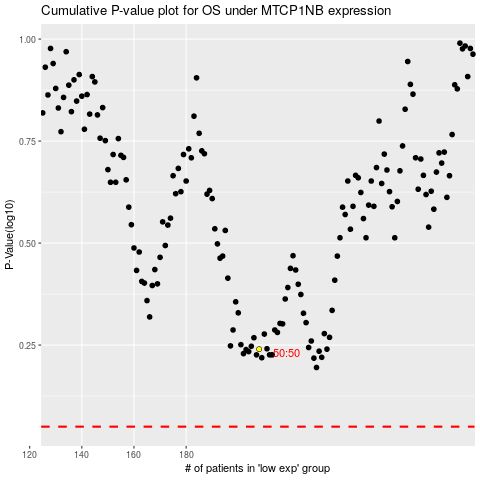 Cumulative P-value plot for OS under MTCP1NB expression
1.00
0.75
0.50
0.25
P-Value(log10)
50:50
120 140 160 180
# of patients in 'low exp' group